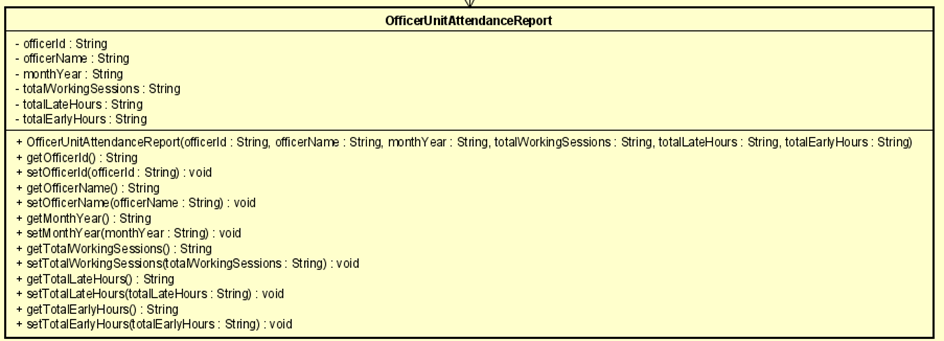 OfficerUnitAttendanceReport
- officerId : String
- officerName : String
- monthYear : String
- totalWorkingSessions : String
- totalLateHours : String
- totalEarlyHours : String
+ OfficerUnitAttendanceReport(officerId : String, officerName : String, monthYear : String, totalWorkingSessions : String, totalLateHours : String, totalEarlyHours : String)
+ getOfficerId() : String
+ setOfficerId(officerId : String) : void
+ getOfficerName() : String
+ setOfficerName(officerName : String) : void
+ getMonthYear() : String
+ setMonthYear(monthYear : String) : void
+ getTotalWorkingSessions() : String
+ setTotalWorkingSessions(totalWorkingSessions : String) : void
+ getTotalLateHours() : String
+ setTotalLateHours(totalLateHours : String) : void
+ getTotalEarlyHours() : String
+ setTotalEarlyHours(totalEarlyHours : String) : void